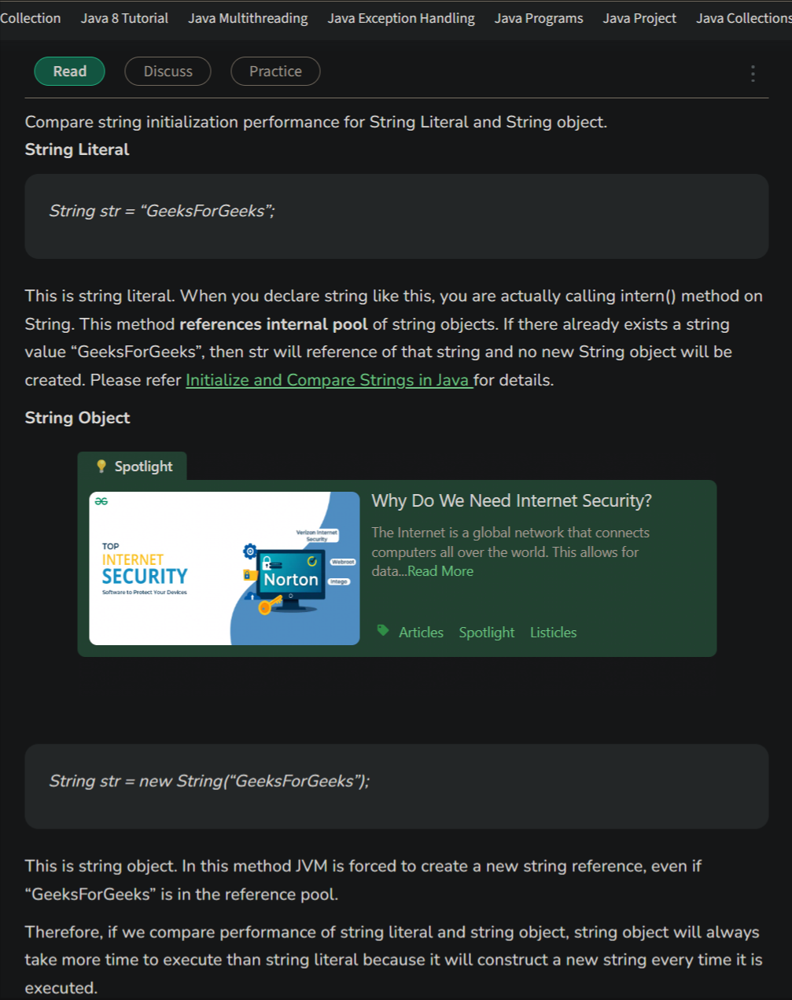 Collection Java 8 Tutorial Java Multithreading Java Exception Handling Java Programs Java Project Java Collections
Read Discuss Practice
Compare string initialization performance for String Literal and String object.
String Literal
String str = “GeeksForGeeks”;
This is string literal. When you declare string like this, you are actually calling intern() method on
String. This method references internal pool of string objects. If there already exists a string
value “GeeksForGeeks”, then str will reference of that string and no new String object will be
created. Please refer Initialize and Compare Strings in Java for details.
String Object
Spotlight
TOP
INTERNET
SECURITY
Software to Protect Your Devices
Verizon Internet
Security
Webroot
Norton
Intego
Why Do We Need Internet Security?
The Internet is a global network that connects
computers all over the world. This allows for
data...Read More
Articles Spotlight Listicles
String str = new String(“GeeksForGeeks”);
This is string object. In this method JVM is forced to create a new string reference, even if
“GeeksForGeeks” is in the reference pool.
Therefore, if we compare performance of string literal and string object, string object will always
take more time to execute than string literal because it will construct a new string every time it is
executed.